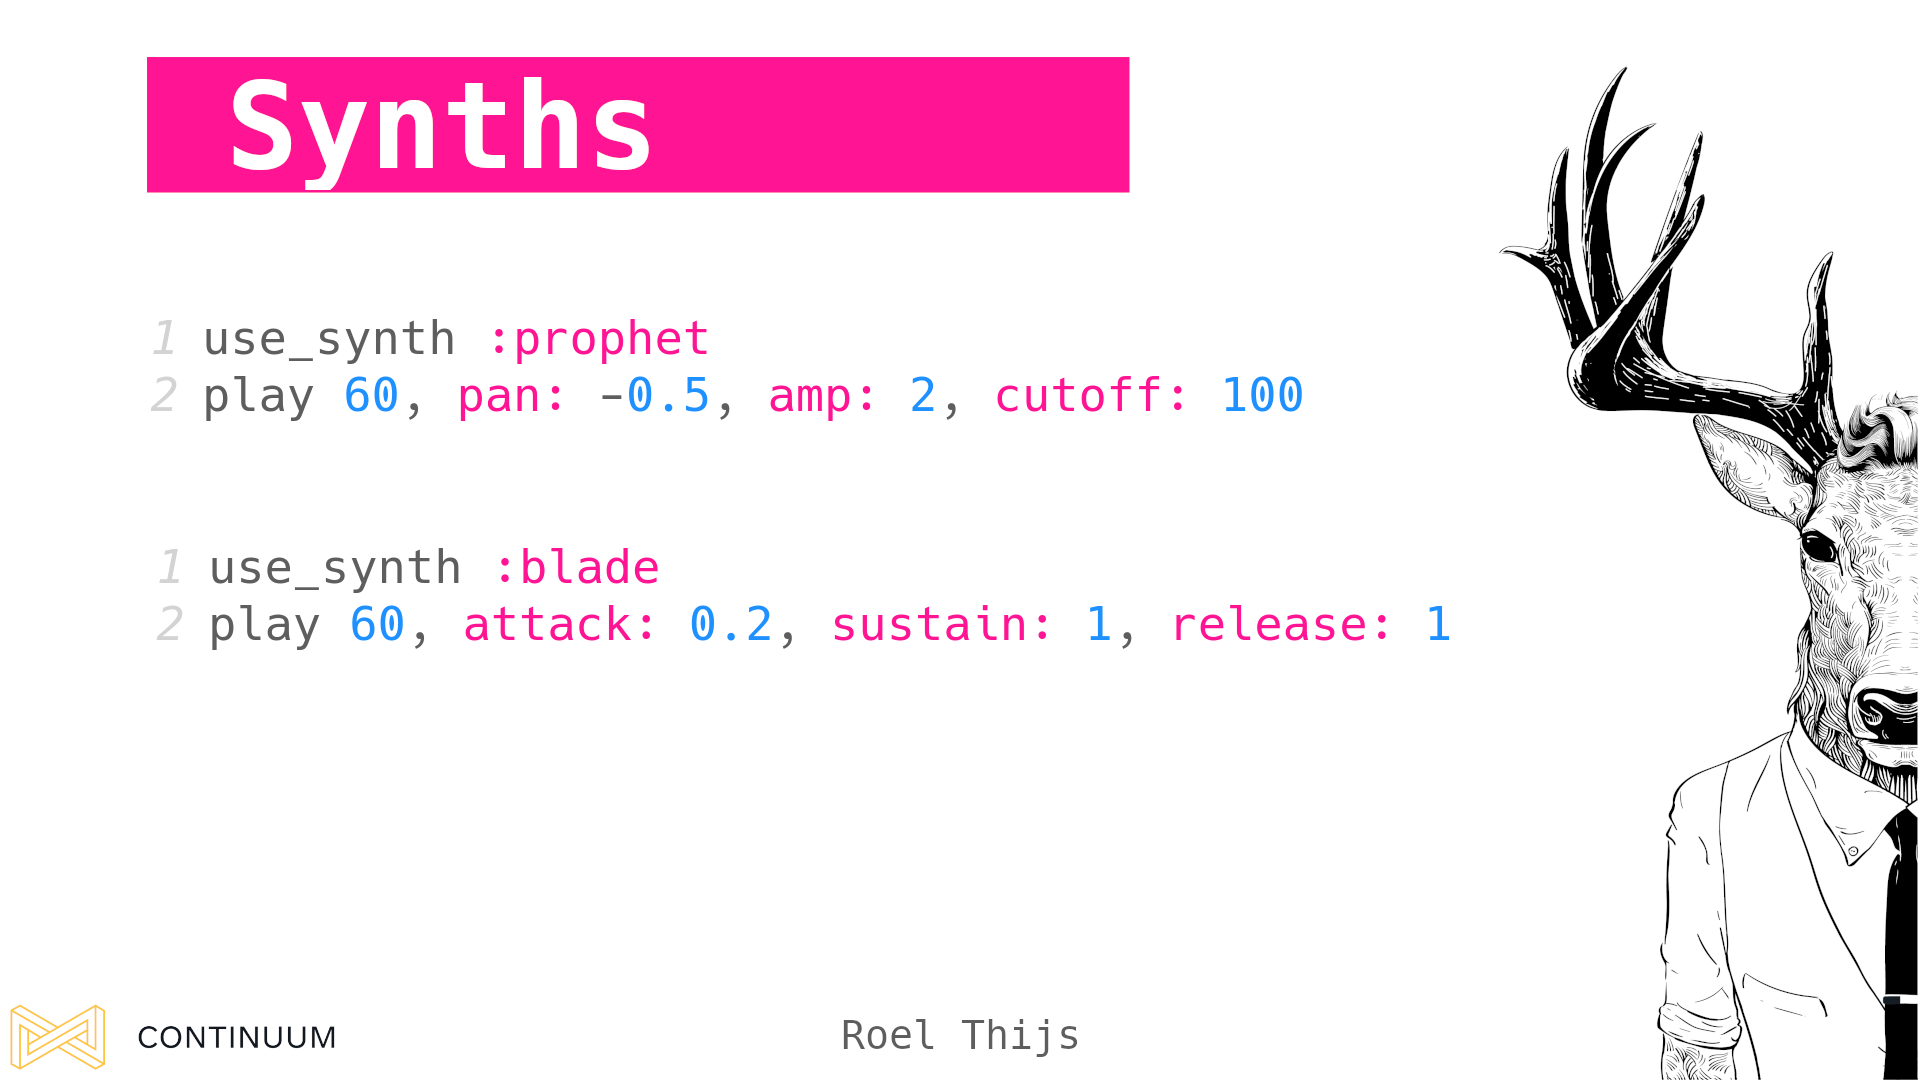 Synths
1 use_synth :prophet
2 play 60, pan: -0.5, amp: 2, cutoff: 100
1 use_synth :blade
2 play 60, attack: 0.2, sustain: 1, release: 1
CONTINUUM
Roel Thijs